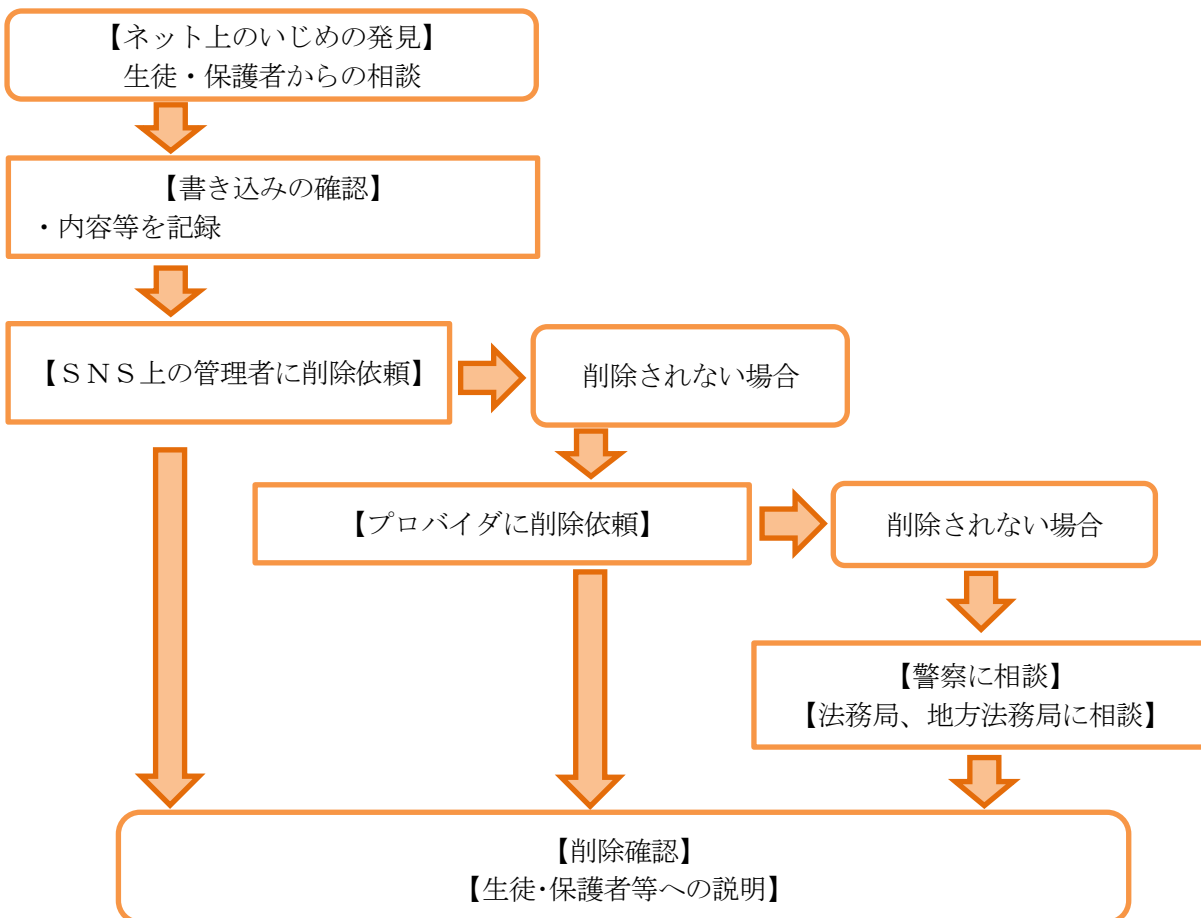 【ネット上のいじめの発見】
生徒・保護者からの相談
【書き込みの確認】
・内容等を記録
【ＳＮＳ上の管理者に削除依頼】
削除されない場合
【プロバイダに削除依頼】
削除されない場合
【警察に相談】
【法務局、地方法務局に相談】
【削除確認】
【生徒･保護者等への説明】